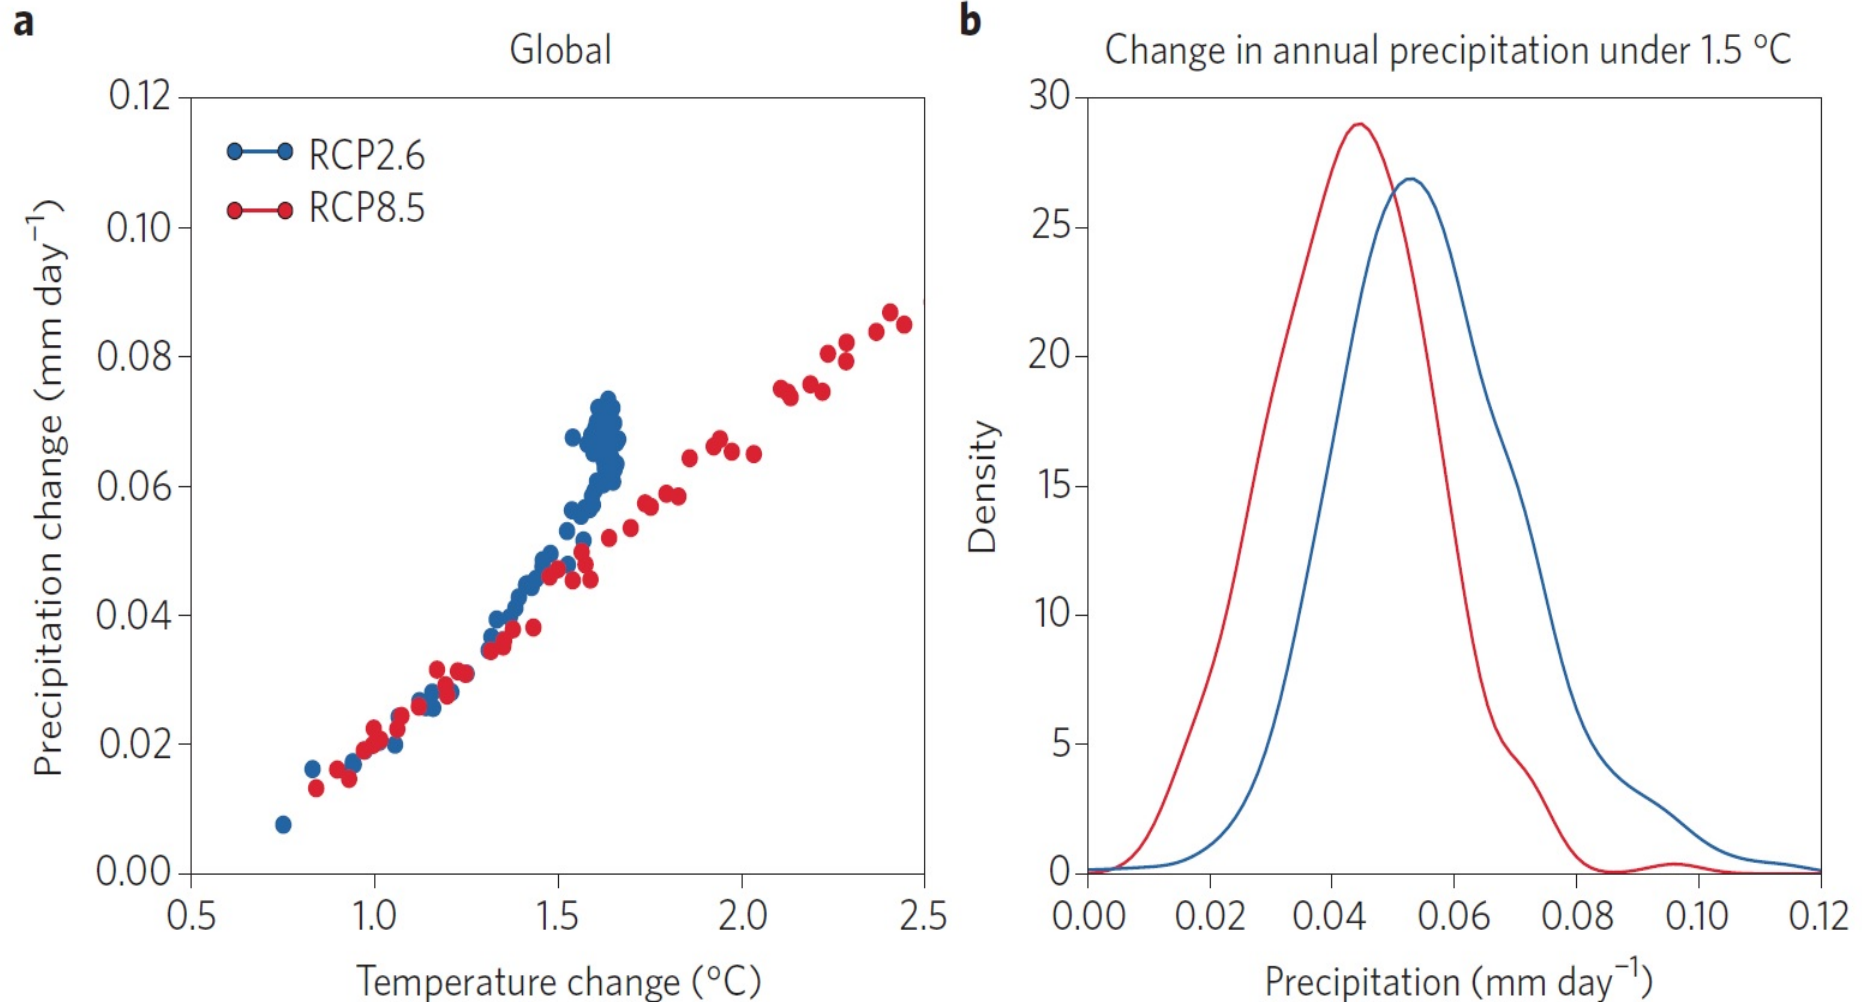 a
Global
0.12
0.10
0.08
0.06
0.04
0.02
0.00
Precipitation change (mm day⁻¹)
RCP2.6
RCP8.5
0.5 1.0 1.5 2.0 2.5
Temperature change (°C)
b
Change in annual precipitation under 1.5 °C
30
25
20
15
10
5
0
Density
0.00 0.02 0.04 0.06 0.08 0.10 0.12
Precipitation (mm day⁻¹)